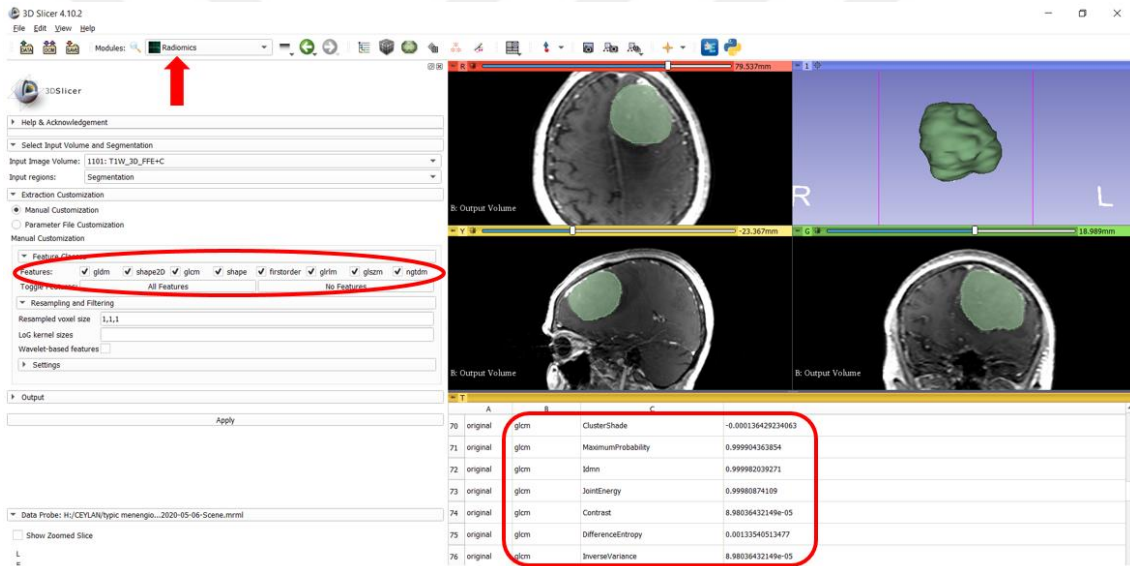 3D Slicer 4.10.2
File Edit View Help
DATA DCM SAVE Modules: Radiomics
R 79.537mm 1
3DSlicer
Help & Acknowledgement
Select Input Volume and Segmentation
Input Image Volume: 1101: T1W_3D_FFE+C
Input regions: Segmentation
Extraction Customization
Manual Customization
Parameter File Customization
Manual Customization
Features: gldm shape2D glcm shape firstorder glrlm glszm ngtdm
All Features No Features
Resampling and Filtering
Resampled voxel size 1,1,1
LoG kernel sizes
Wavelet-based features
Settings
Output
Apply
Data Probe: H:/CEYLAN/typic menengio...2020-05-06-Scene.mrml
Show Zoomed Slice
L
F
B: Output Volume
R L
Y -23.367mm G 18.989mm
B: Output Volume
B: Output Volume
T
A B C
70 original glcm ClusterShade -0.000136429234063
71 original glcm MaximumProbability 0.999904363854
72 original glcm Idmn 0.999982039271
73 original glcm JointEnergy 0.99980874109
74 original glcm Contrast 8.98036432149e-05
75 original glcm DifferenceEntropy 0.00133540513477
76 original glcm InverseVariance 8.98036432149e-05